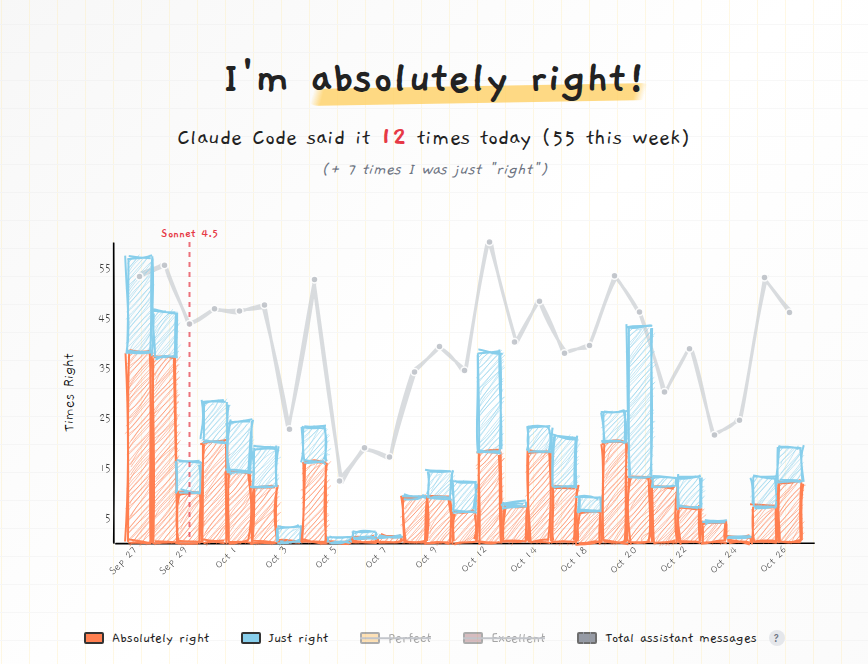 I'm absolutely right!
Claude Code said it 12 times today (55 this week)
(+ 7 times I was just "right")
Sonnet 4.5
55
45
35
25
15
5
Times Right
Sep 27
Sep 29
Oct 1
Oct 3
Oct 5
Oct 7
Oct 9
Oct 12
Oct 14
Oct 18
Oct 20
Oct 22
Oct 24
Oct 26
Absolutely right
Just right
Perfect
Excellent
Total assistant messages
?